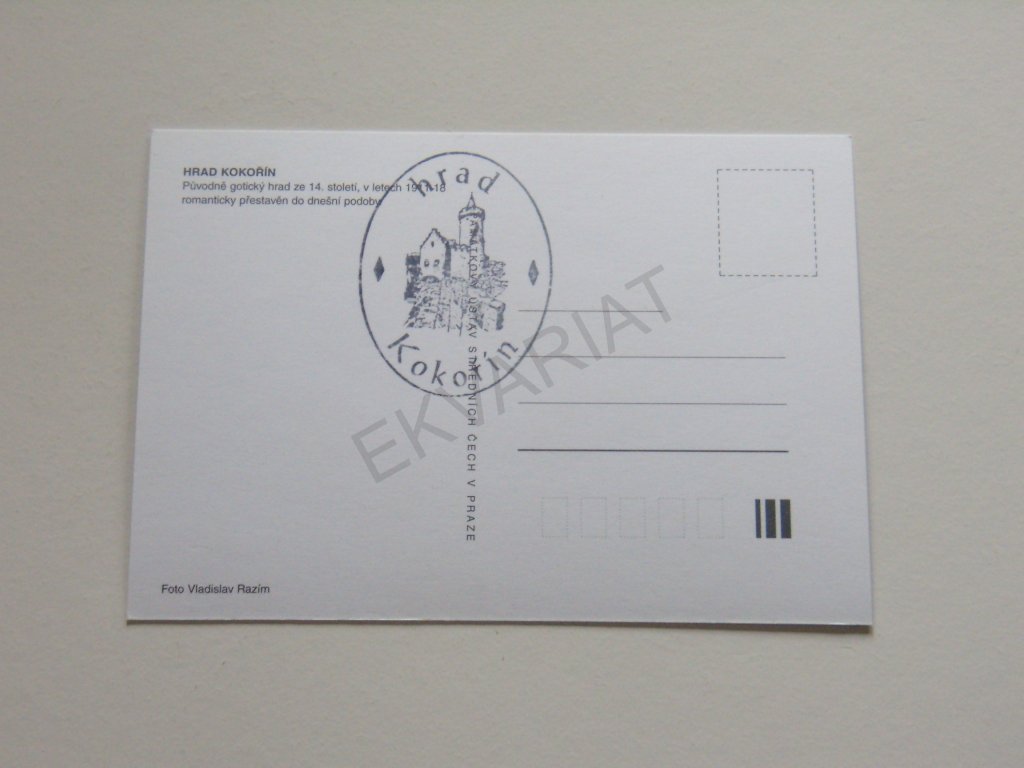 HRAD KOKOŘÍN
Původně gotický hrad ze 14. století, v letech 1911-18
romanticky přestavěn do dnešní podoby
hrad
Kokořín
PAMÁTKOVÝ ÚSTAV STŘEDNÍCH ČECH V PRAZE
EKVARIAT
Foto Vladislav Razím